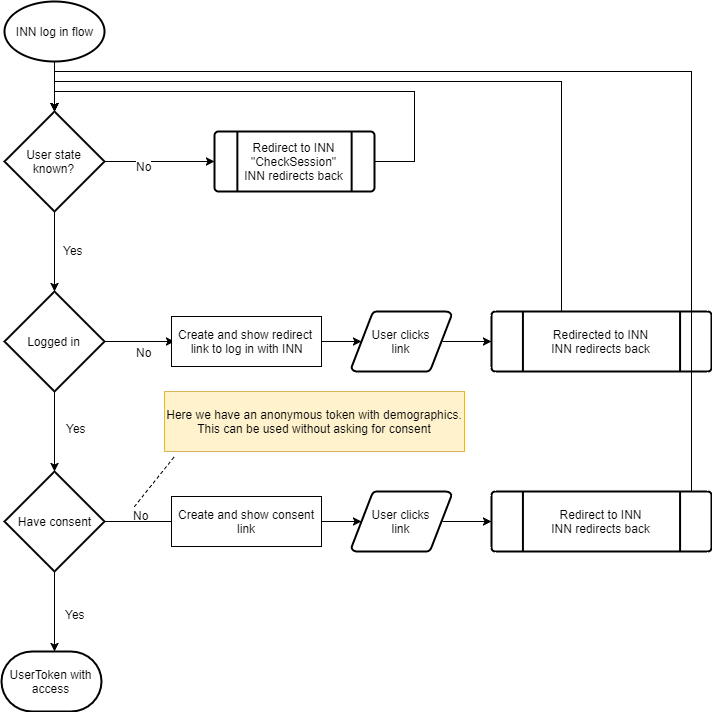 INN log in flow
User state
known?
No
Redirect to INN
"CheckSession"
INN redirects back
Yes
Logged in
No
Create and show redirect
link to log in with INN
User clicks
link
Redirected to INN
INN redirects back
Yes
Here we have an anonymous token with demographics.
This can be used without asking for consent
Have consent
No
Create and show consent
link
User clicks
link
Redirect to INN
INN redirects back
Yes
UserToken with
access